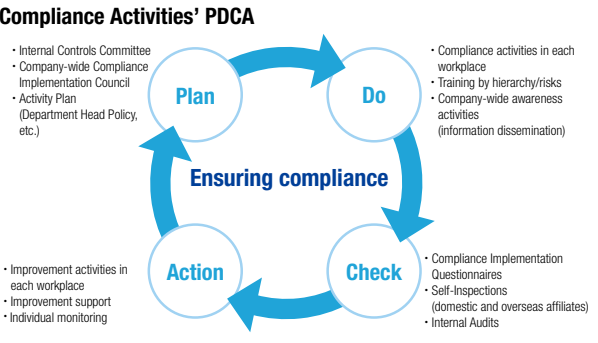 Compliance Activities' PDCA
・Internal Controls Committee
・Company-wide Compliance
Implementation Council
・Activity Plan
(Department Head Policy,
etc.)
Plan
Do
・Compliance activities in each
workplace
・Training by hierarchy/risks
・Company-wide awareness
activities
(information dissemination)
Ensuring compliance
・Improvement activities in
each workplace
・Improvement support
・Individual monitoring
Action
Check
・Compliance Implementation
Questionnaires
・Self-Inspections
(domestic and overseas affiliates)
・Internal Audits